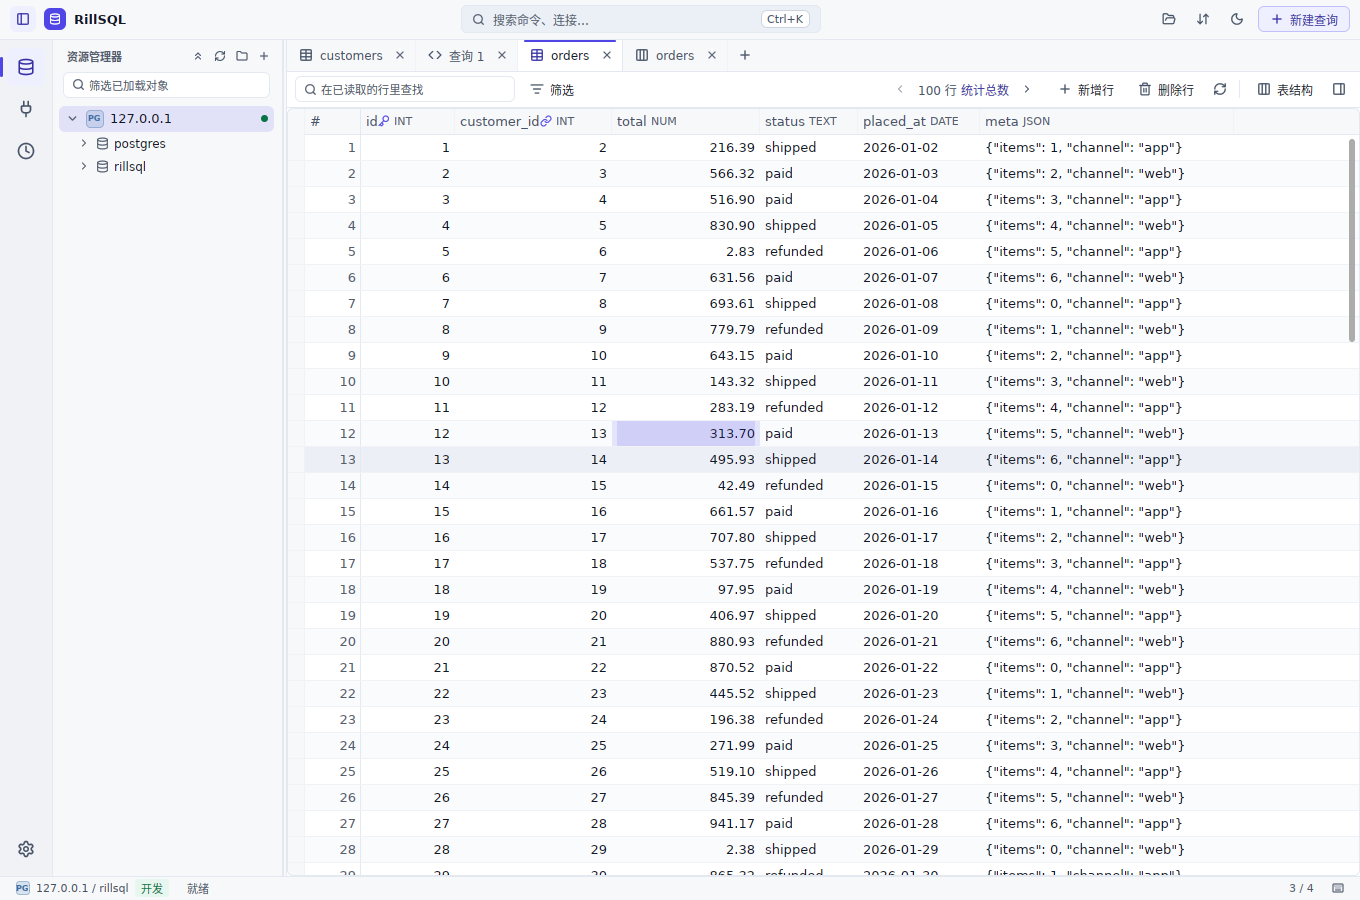 RillSQL
搜索命令、连接…
Ctrl+K
新建查询
资源管理器
customers
查询 1
orders
orders
筛选已加载对象
在已读取的行里查找
筛选
100 行 统计总数
新增行
删除行
表结构
PG 127.0.0.1
postgres
rillsql
# id INT customer_id INT total NUM status TEXT placed_at DATE meta JSON
1 1 2 216.39 shipped 2026-01-02 {"items": 1, "channel": "app"}
2 2 3 566.32 paid 2026-01-03 {"items": 2, "channel": "web"}
3 3 4 516.90 paid 2026-01-04 {"items": 3, "channel": "app"}
4 4 5 830.90 shipped 2026-01-05 {"items": 4, "channel": "web"}
5 5 6 2.83 refunded 2026-01-06 {"items": 5, "channel": "app"}
6 6 7 631.56 paid 2026-01-07 {"items": 6, "channel": "web"}
7 7 8 693.61 shipped 2026-01-08 {"items": 0, "channel": "app"}
8 8 9 779.79 refunded 2026-01-09 {"items": 1, "channel": "web"}
9 9 10 643.15 paid 2026-01-10 {"items": 2, "channel": "app"}
10 10 11 143.32 shipped 2026-01-11 {"items": 3, "channel": "web"}
11 11 12 283.19 refunded 2026-01-12 {"items": 4, "channel": "app"}
12 12 13 313.70 paid 2026-01-13 {"items": 5, "channel": "web"}
13 13 14 495.93 shipped 2026-01-14 {"items": 6, "channel": "app"}
14 14 15 42.49 refunded 2026-01-15 {"items": 0, "channel": "web"}
15 15 16 661.57 paid 2026-01-16 {"items": 1, "channel": "app"}
16 16 17 707.80 shipped 2026-01-17 {"items": 2, "channel": "web"}
17 17 18 537.75 refunded 2026-01-18 {"items": 3, "channel": "app"}
18 18 19 97.95 paid 2026-01-19 {"items": 4, "channel": "web"}
19 19 20 406.97 shipped 2026-01-20 {"items": 5, "channel": "app"}
20 20 21 880.93 refunded 2026-01-21 {"items": 6, "channel": "web"}
21 21 22 870.52 paid 2026-01-22 {"items": 0, "channel": "app"}
22 22 23 445.52 shipped 2026-01-23 {"items": 1, "channel": "web"}
23 23 24 196.38 refunded 2026-01-24 {"items": 2, "channel": "app"}
24 24 25 271.99 paid 2026-01-25 {"items": 3, "channel": "web"}
25 25 26 519.10 shipped 2026-01-26 {"items": 4, "channel": "app"}
26 26 27 845.39 refunded 2026-01-27 {"items": 5, "channel": "web"}
27 27 28 941.17 paid 2026-01-28 {"items": 6, "channel": "app"}
28 28 29 2.38 shipped 2026-01-29 {"items": 0, "channel": "web"}
PG 127.0.0.1 / rillsql 开发 就绪
3 / 4